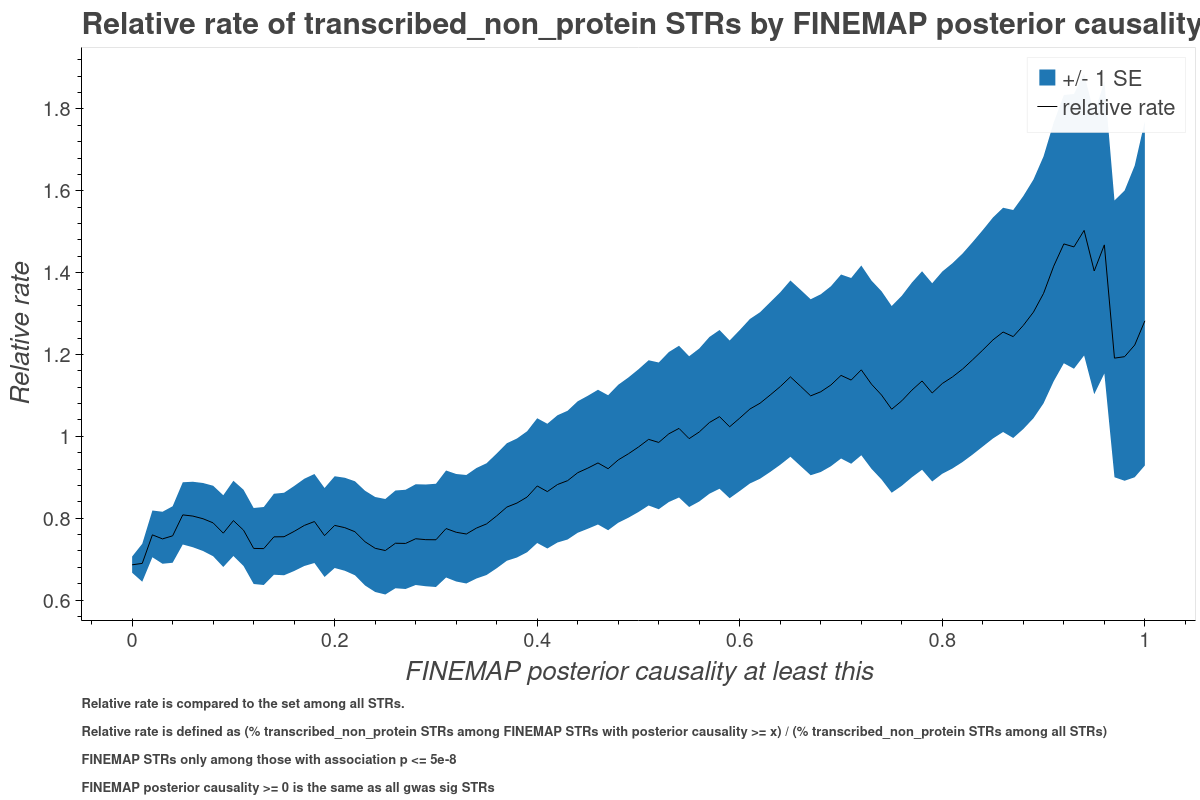 Relative rate of transcribed_non_protein STRs by FINEMAP posterior causality
+/- 1 SE
relative rate
Relative rate
1.8
1.6
1.4
1.2
1
0.8
0.6
0
0.2
0.4
0.6
0.8
1
FINEMAP posterior causality at least this
Relative rate is compared to the set among all STRs.
Relative rate is defined as (% transcribed_non_protein STRs among FINEMAP STRs with posterior causality >= x) / (% transcribed_non_protein STRs among all STRs)
FINEMAP STRs only among those with association p <= 5e-8
FINEMAP posterior causality >= 0 is the same as all gwas sig STRs